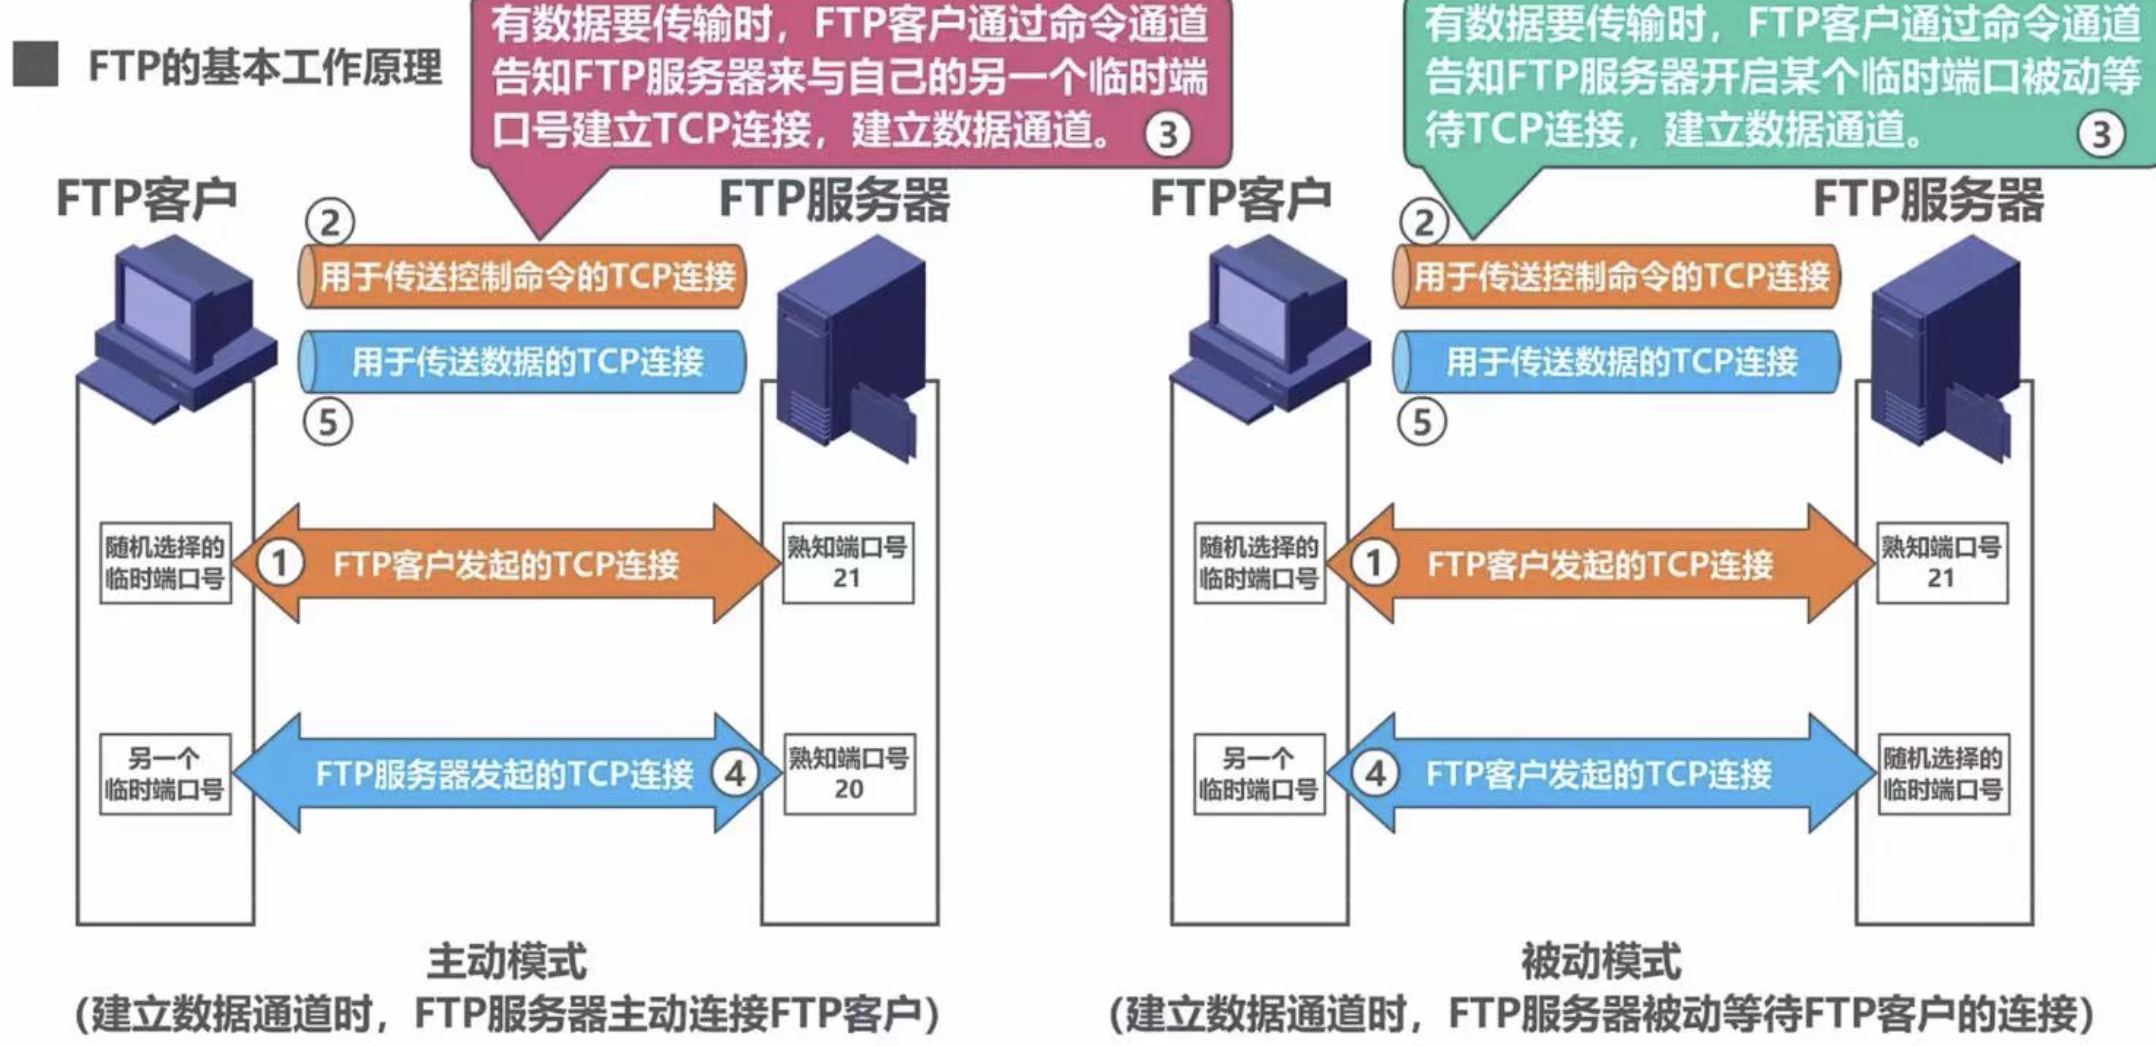 FTP的基本工作原理
有数据要传输时，FTP客户通过命令通道
告知FTP服务器来与自己的另一个临时端
口号建立TCP连接，建立数据通道。 ③
FTP客户
FTP服务器
②
用于传送控制命令的TCP连接
用于传送数据的TCP连接
⑤
随机选择的
临时端口号
① FTP客户发起的TCP连接
熟知端口号
21
另一个
临时端口号
FTP服务器发起的TCP连接 ④
熟知端口号
20
主动模式
（建立数据通道时，FTP服务器主动连接FTP客户）
有数据要传输时，FTP客户通过命令通道
告知FTP服务器开启某个临时端口被动等
待TCP连接，建立数据通道。 ③
FTP客户
FTP服务器
②
用于传送控制命令的TCP连接
用于传送数据的TCP连接
⑤
随机选择的
临时端口号
① FTP客户发起的TCP连接
熟知端口号
21
另一个
临时端口号
④ FTP客户发起的TCP连接
随机选择的
临时端口号
被动模式
（建立数据通道时，FTP服务器被动等待FTP客户的连接）